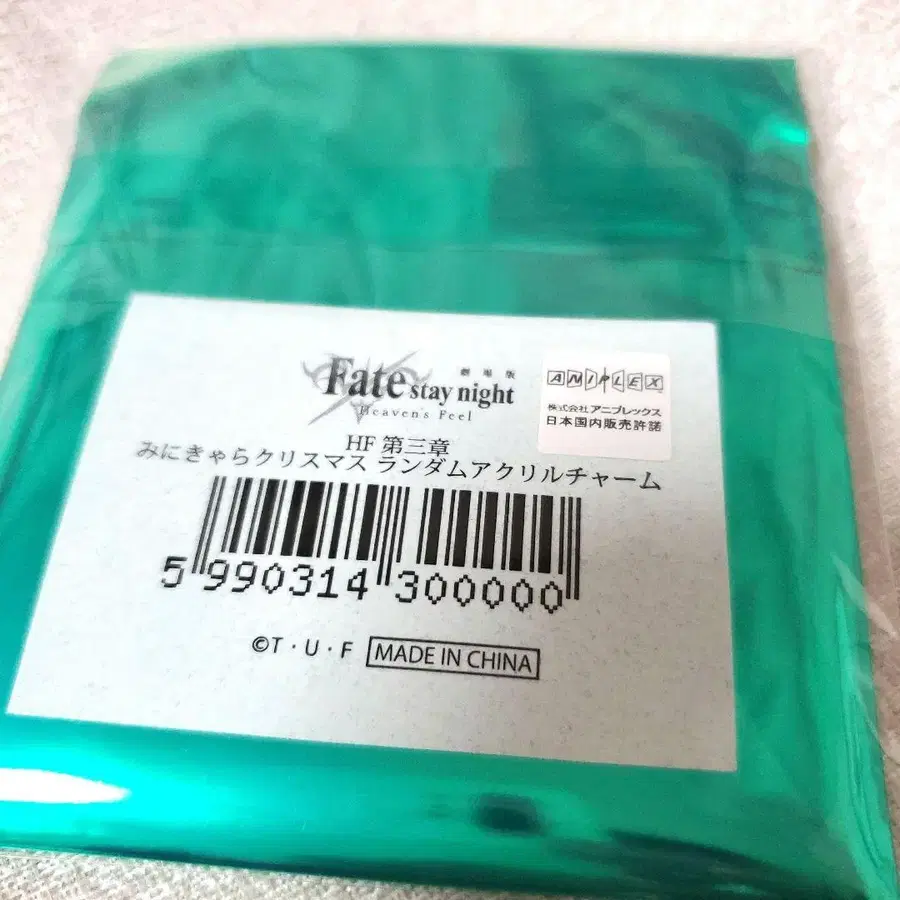 劇場版
Fate stay night
Heaven's Feel
ANIPLEX
株式会社アニプレックス
日本国内販売許諾
HF 第三章
みにきゃらクリスマス ランダムアクリルチャーム
5 990314 300000
©T・U・F MADE IN CHINA